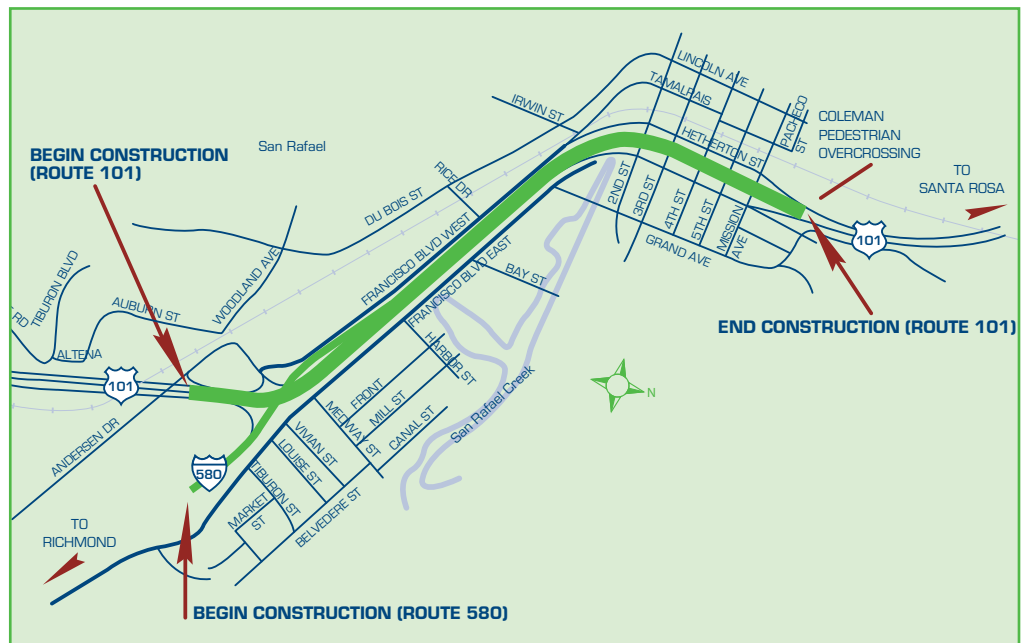 LINCOLN AVE
TAMALPAIS
IRWIN ST
PACHECO
ST
COLEMAN
PEDESTRIAN
OVERCROSSING
HETHERTON ST
San Rafael
BEGIN CONSTRUCTION
(ROUTE 101)
RICE DR
DU BOIS ST
2ND ST
3RD ST
4TH ST
5TH ST
MISSION
AVE
GRAND AVE
TO
SANTA ROSA
101
FRANCISCO BLVD WEST
FRANCISCO BLVD EAST
BAY ST
WOODLAND AVE
TIBURON BLVD
AUBURN ST
RD
ALTENA
101
END CONSTRUCTION (ROUTE 101)
HARBOR ST
FRONT
MILL ST
MEDWAY ST
CANAL ST
San Rafael Creek
N
ANDERSEN DR
VIVIAN ST
LOUISE ST
TIBURON ST
MARKET
ST
BELVEDERE ST
580
TO
RICHMOND
BEGIN CONSTRUCTION (ROUTE 580)